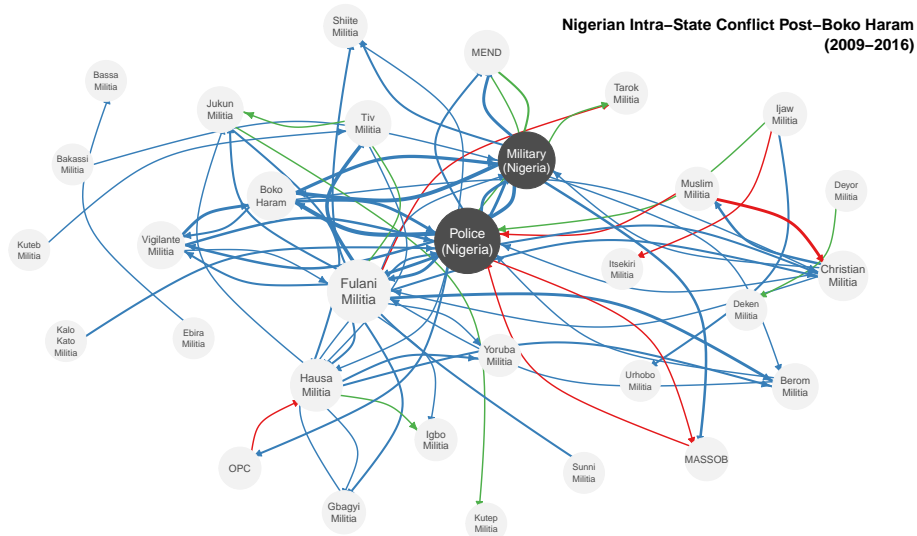 Nigerian Intra−State Conflict Post−Boko Haram
(2009−2016)
Shiite
Militia
MEND
Bassa
Militia
Tarok
Militia
Jukun
Militia
Tiv
Militia
Ijaw
Militia
Military
(Nigeria)
Bakassi
Militia
Boko
Haram
Muslim
Militia
Deyor
Militia
Kuteb
Militia
Vigilante
Militia
Police
(Nigeria)
Itsekiri
Militia
Christian
Militia
Fulani
Militia
Deken
Militia
Kalo
Kato
Militia
Ebira
Militia
Yoruba
Militia
Hausa
Militia
Urhobo
Militia
Berom
Militia
Igbo
Militia
OPC
MASSOB
Sunni
Militia
Gbagyi
Militia
Kutep
Militia